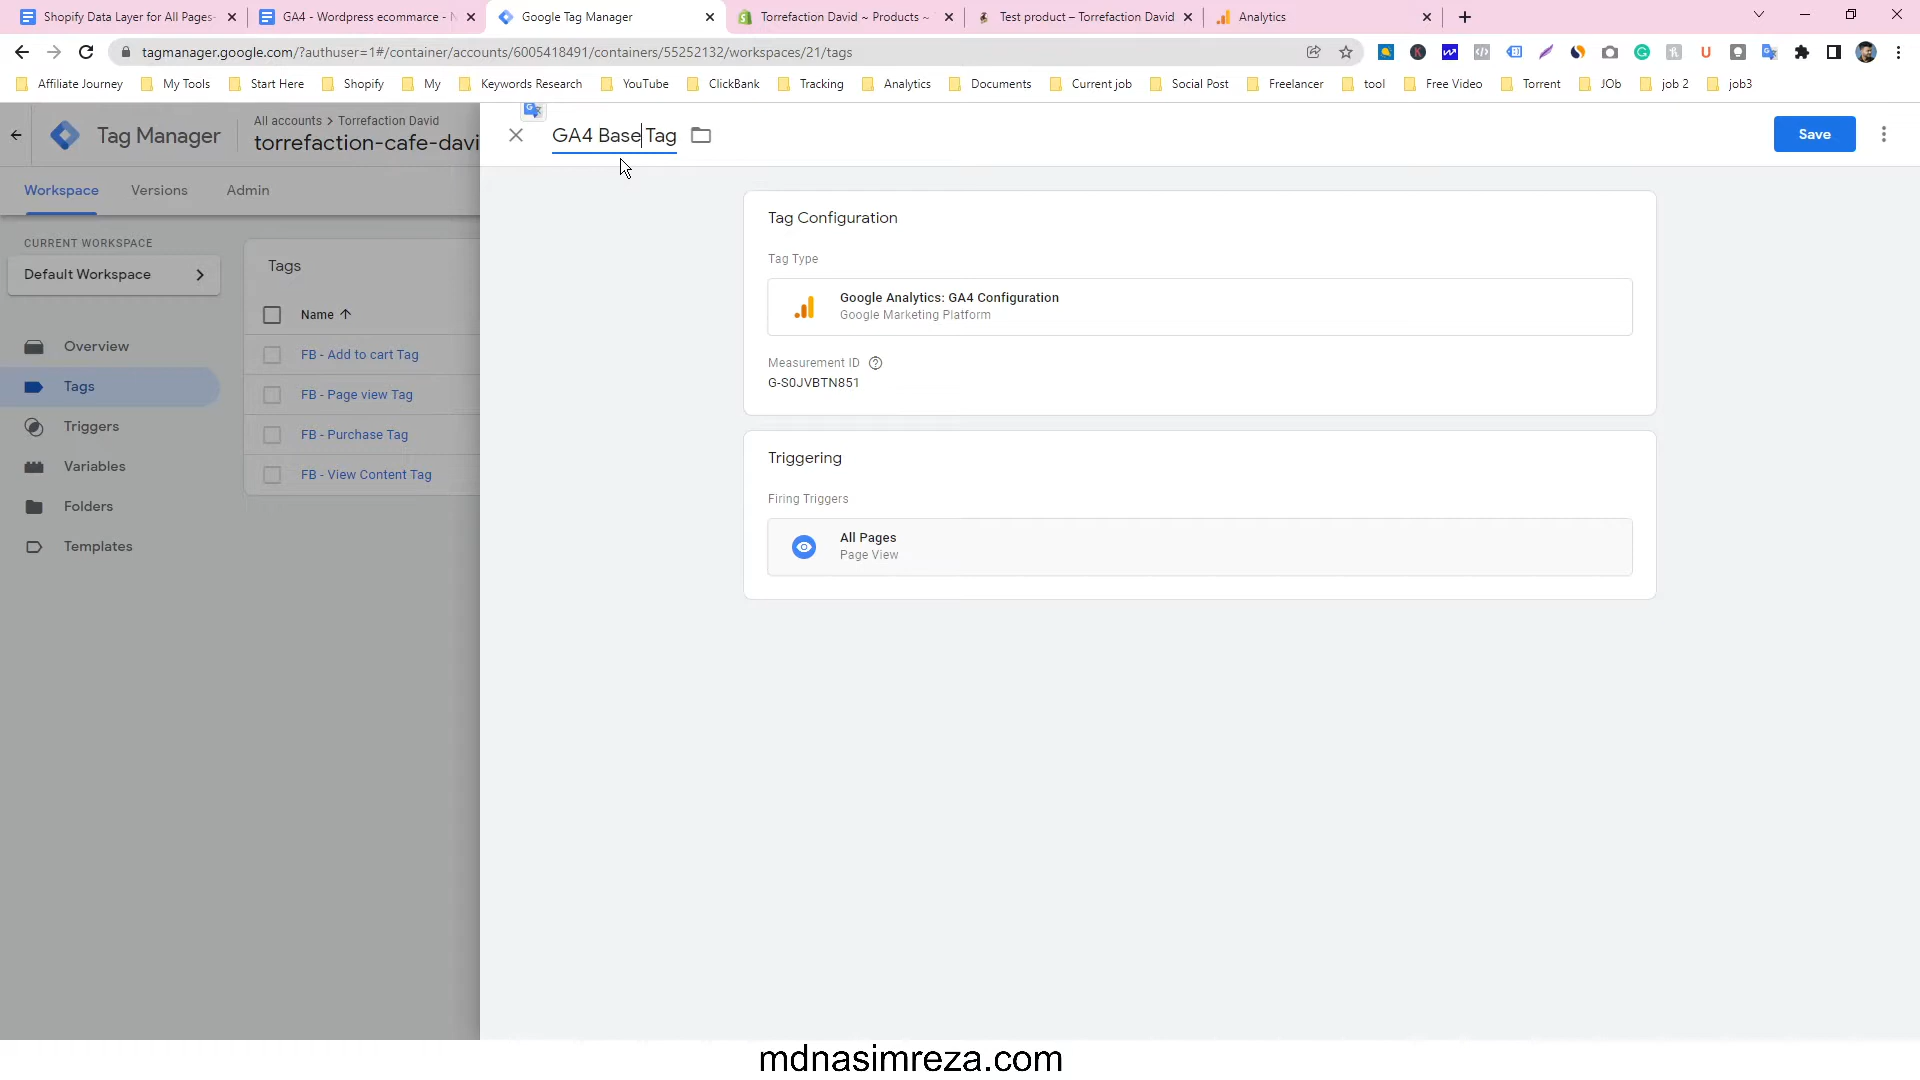 Shopify Data Layer for All Pages-
GA4 - Wordpress ecommarce - N
Google Tag Manager
Torrefaction David ~ Products ~
Test product – Torrefaction David
Analytics
tagmanager.google.com/?authuser=1#/container/accounts/6005418491/containers/55252132/workspaces/21/tags
Affiliate Journey
My Tools
Start Here
Shopify
My
Keywords Research
YouTube
ClickBank
Tracking
Analytics
Documents
Current job
Social Post
Freelancer
tool
Free Video
Torrent
JOb
job 2
job3
Tag Manager
All accounts > Torrefaction David
torrefaction-cafe-davi
GA4 Base Tag
Save
Workspace
Versions
Admin
CURRENT WORKSPACE
Default Workspace
Overview
Tags
Triggers
Variables
Folders
Templates
Tags
Name
FB - Add to cart Tag
FB - Page view Tag
FB - Purchase Tag
FB - View Content Tag
Tag Configuration
Tag Type
Google Analytics: GA4 Configuration
Google Marketing Platform
Measurement ID
G-S0JVBTN851
Triggering
Firing Triggers
All Pages
Page View
mdnasimreza.com